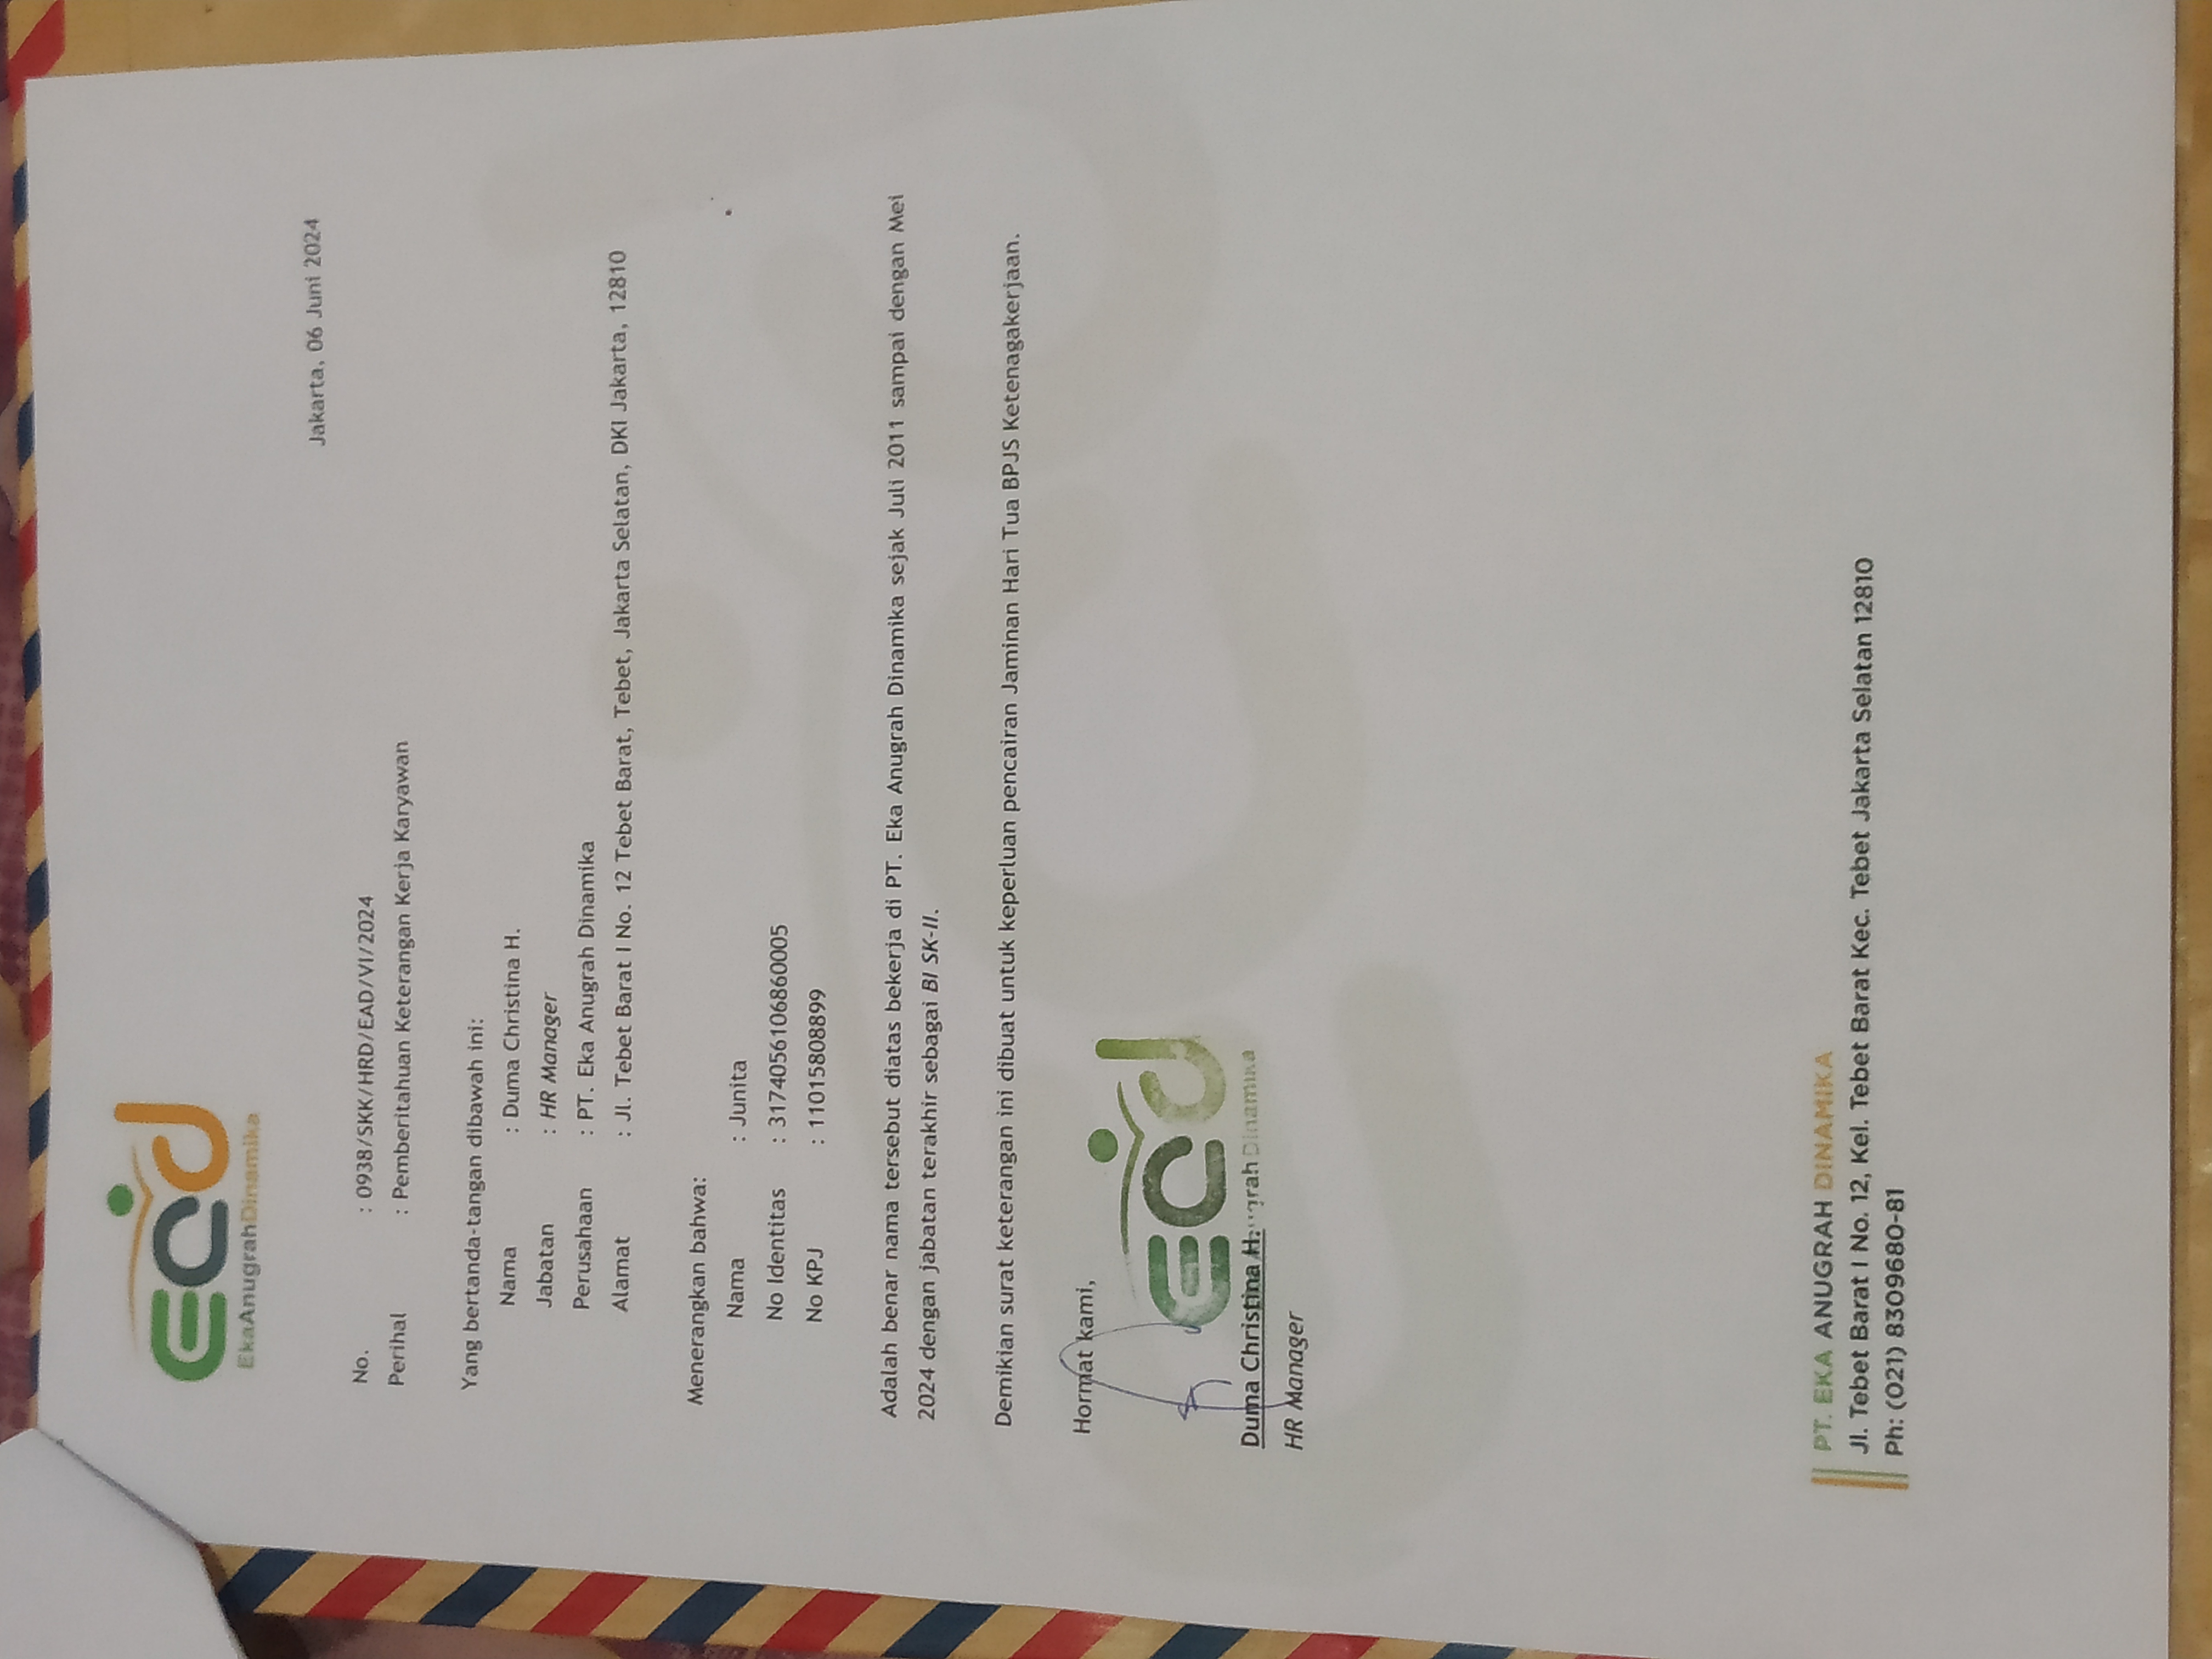 ead
EkaAnugrahDinamika
Jakarta, 06 Juni 2024
No. : 0938/SKK/HRD/EAD/VI/2024
Perihal : Pemberitahuan Keterangan Kerja Karyawan
Yang bertanda-tangan dibawah ini:
Nama : Duma Christina H.
Jabatan : HR Manager
Perusahaan : PT. Eka Anugrah Dinamika
Alamat : Jl. Tebet Barat I No. 12 Tebet Barat, Tebet, Jakarta Selatan, DKI Jakarta, 12810
Menerangkan bahwa:
Nama : Junita
No Identitas : 3174056106860005
No KPJ : 11015808899
Adalah benar nama tersebut diatas bekerja di PT. Eka Anugrah Dinamika sejak Juli 2011 sampai dengan Mei
2024 dengan jabatan terakhir sebagai BI SK-II.
Demikian surat keterangan ini dibuat untuk keperluan pencairan Jaminan Hari Tua BPJS Ketenagakerjaan.
Hormat kami,
ead
Duma Christina H. Dinamika
HR Manager
PT. EKA ANUGRAH DINAMIKA
Jl. Tebet Barat I No. 12, Kel. Tebet Barat Kec. Tebet Jakarta Selatan 12810
Ph: (021) 8309680-81